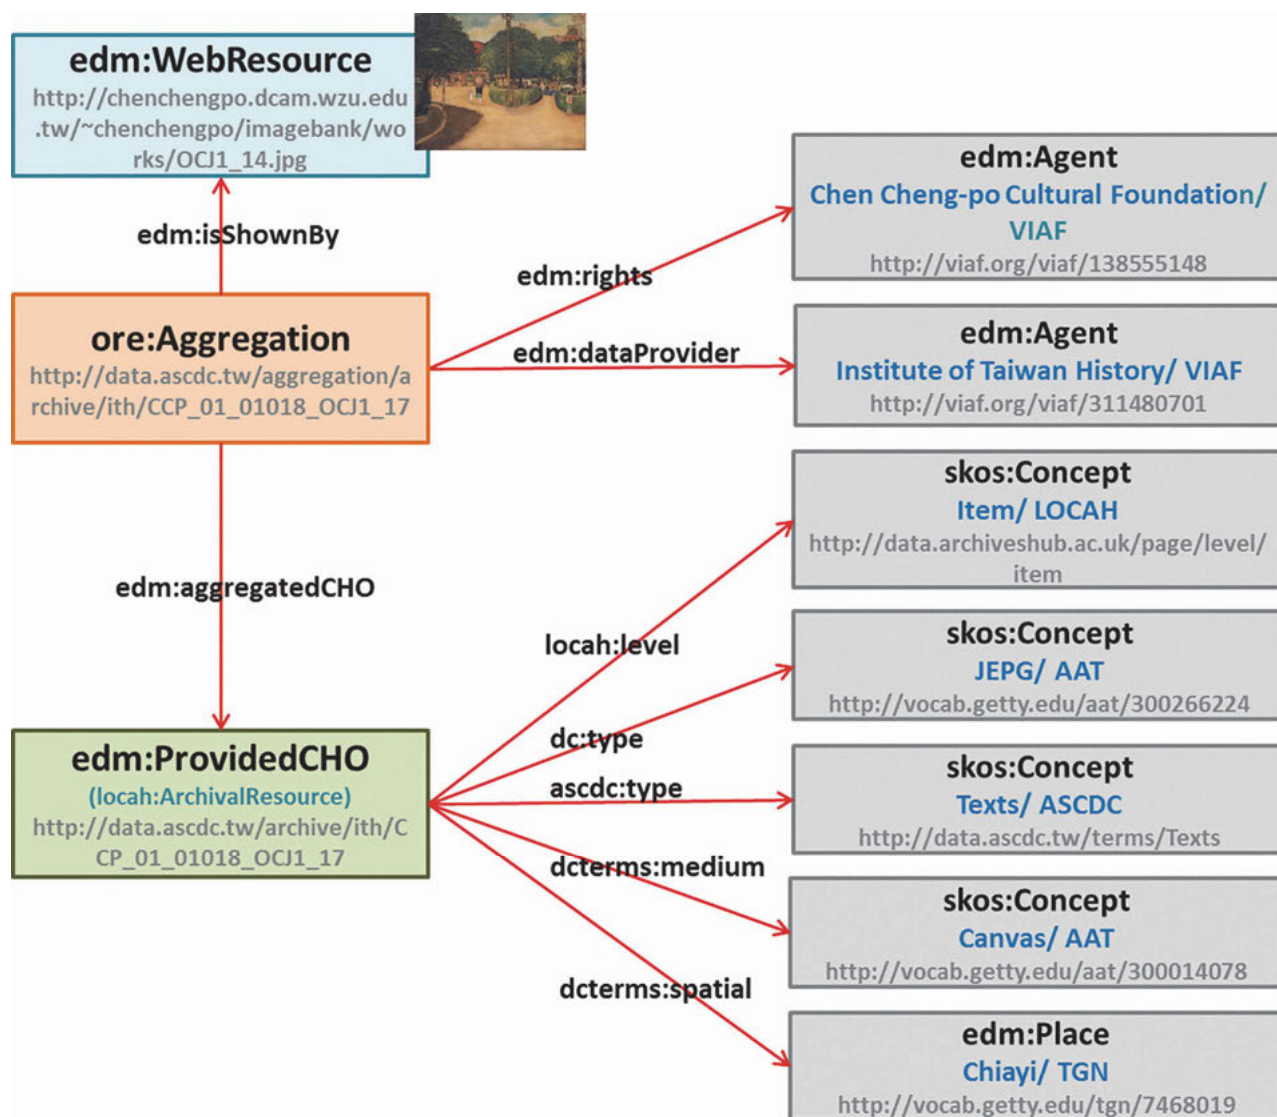 edm:WebResource
http://chenchengpo.dcam.wzu.edu
.tw/~chenchengpo/imagebank/wo
rks/OCJ1_14.jpg
edm:isShownBy
ore:Aggregation
http://data.ascdc.tw/aggregation/a
rchive/ith/CCP_01_01018_OCJ1_17
edm:aggregatedCHO
edm:ProvidedCHO
(locah:ArchivalResource)
http://data.ascdc.tw/archive/ith/C
CP_01_01018_OCJ1_17
edm:rights
edm:dataProvider
locah:level
dc:type
ascdc:type
dcterms:medium
dcterms:spatial
edm:Agent
Chen Cheng-po Cultural Foundation/
VIAF
http://viaf.org/viaf/138555148
edm:Agent
Institute of Taiwan History/ VIAF
http://viaf.org/viaf/311480701
skos:Concept
Item/ LOCAH
http://data.archiveshub.ac.uk/page/level/
item
skos:Concept
JEPG/ AAT
http://vocab.getty.edu/aat/300266224
skos:Concept
Texts/ ASCDC
http://data.ascdc.tw/terms/Texts
skos:Concept
Canvas/ AAT
http://vocab.getty.edu/aat/300014078
edm:Place
Chiayi/ TGN
http://vocab.getty.edu/tgn/7468019